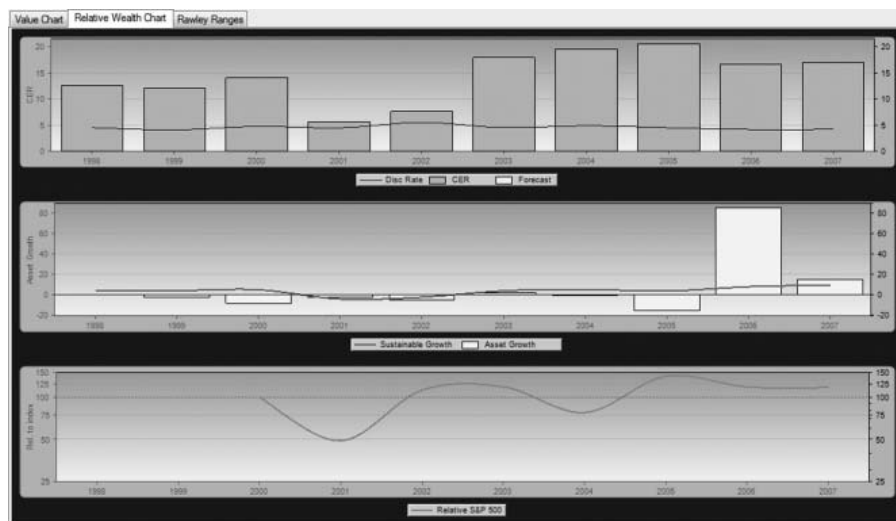 Value Chart Relative Wealth Chart Rawley Ranges
20 20
15 15
CER
10 10
5 5
0 0
1998 1999 2000 2001 2002 2003 2004 2005 2006 2007
Disc Rate CER Forecast
80 80
60 60
Asset Growth
40 40
20 20
0 0
-20 -20
1998 1999 2000 2001 2002 2003 2004 2005 2006 2007
Sustainable Growth Asset Growth
150 150
125 125
100 100
Rel. to index
75 75
50 50
25 25
1998 1999 2000 2001 2002 2003 2004 2005 2006 2007
Relative S&P 500